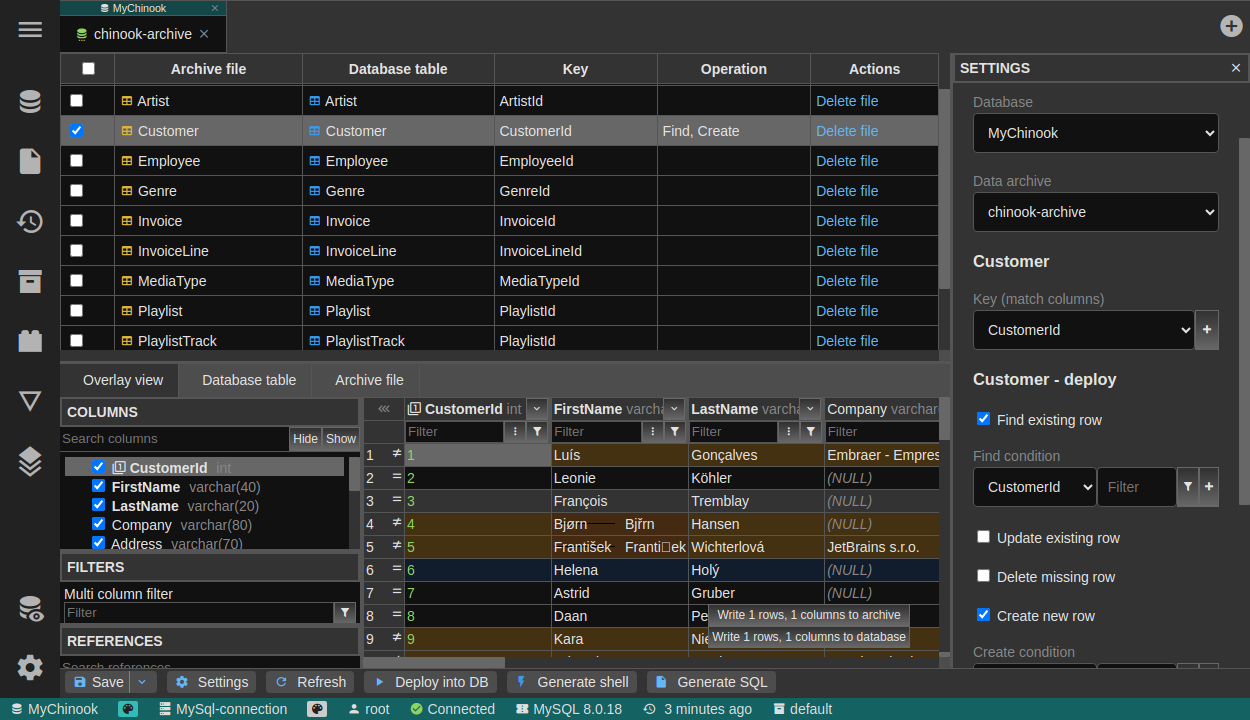 MyChinook
chinook-archive
Archive file Database table Key Operation Actions
Artist Artist ArtistId Delete file
Customer Customer CustomerId Find, Create Delete file
Employee Employee EmployeeId Delete file
Genre Genre GenreId Delete file
Invoice Invoice InvoiceId Delete file
InvoiceLine InvoiceLine InvoiceLineId Delete file
MediaType MediaType MediaTypeId Delete file
Playlist Playlist PlaylistId Delete file
PlaylistTrack PlaylistTrack PlaylistId Delete file
Overlay view Database table Archive file
COLUMNS
Search columns Hide Show
CustomerId int
FirstName varchar(40)
LastName varchar(20)
Company varchar(80)
Address varchar(70)
FILTERS
Multi column filter
Filter
REFERENCES
Search references
CustomerId int FirstName varcha LastName varcha Company varchar
Filter Filter Filter Filter
1 ≠ 1 Luís Gonçalves Embraer - Empres
2 = 2 Leonie Köhler (NULL)
3 = 3 François Tremblay (NULL)
4 ≠ 4 Bjørn Bjřrn Hansen (NULL)
5 ≠ 5 František Franti▯ek Wichterlová JetBrains s.r.o.
6 = 6 Helena Holý (NULL)
7 = 7 Astrid Gruber (NULL)
8 = 8 Daan Pe
9 ≠ 9 Kara Nie
Write 1 rows, 1 columns to archive
Write 1 rows, 1 columns to database
SETTINGS
Database
MyChinook
Data archive
chinook-archive
Customer
Key (match columns)
CustomerId
Customer - deploy
Find existing row
Find condition
CustomerId Filter
Update existing row
Delete missing row
Create new row
Create condition
Save Settings Refresh Deploy into DB Generate shell Generate SQL
MyChinook MySql-connection root Connected MySQL 8.0.18 3 minutes ago default